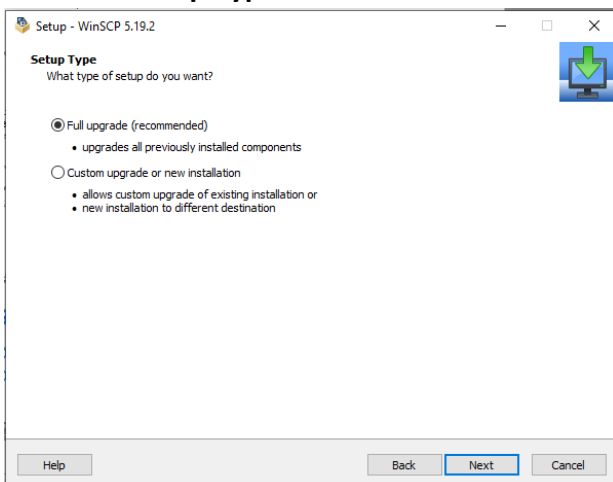 Setup - WinSCP 5.19.2
Setup Type
What type of setup do you want?
Full upgrade (recommended)
• upgrades all previously installed components
Custom upgrade or new installation
• allows custom upgrade of existing installation or
• new installation to different destination
Help
Back
Next
Cancel